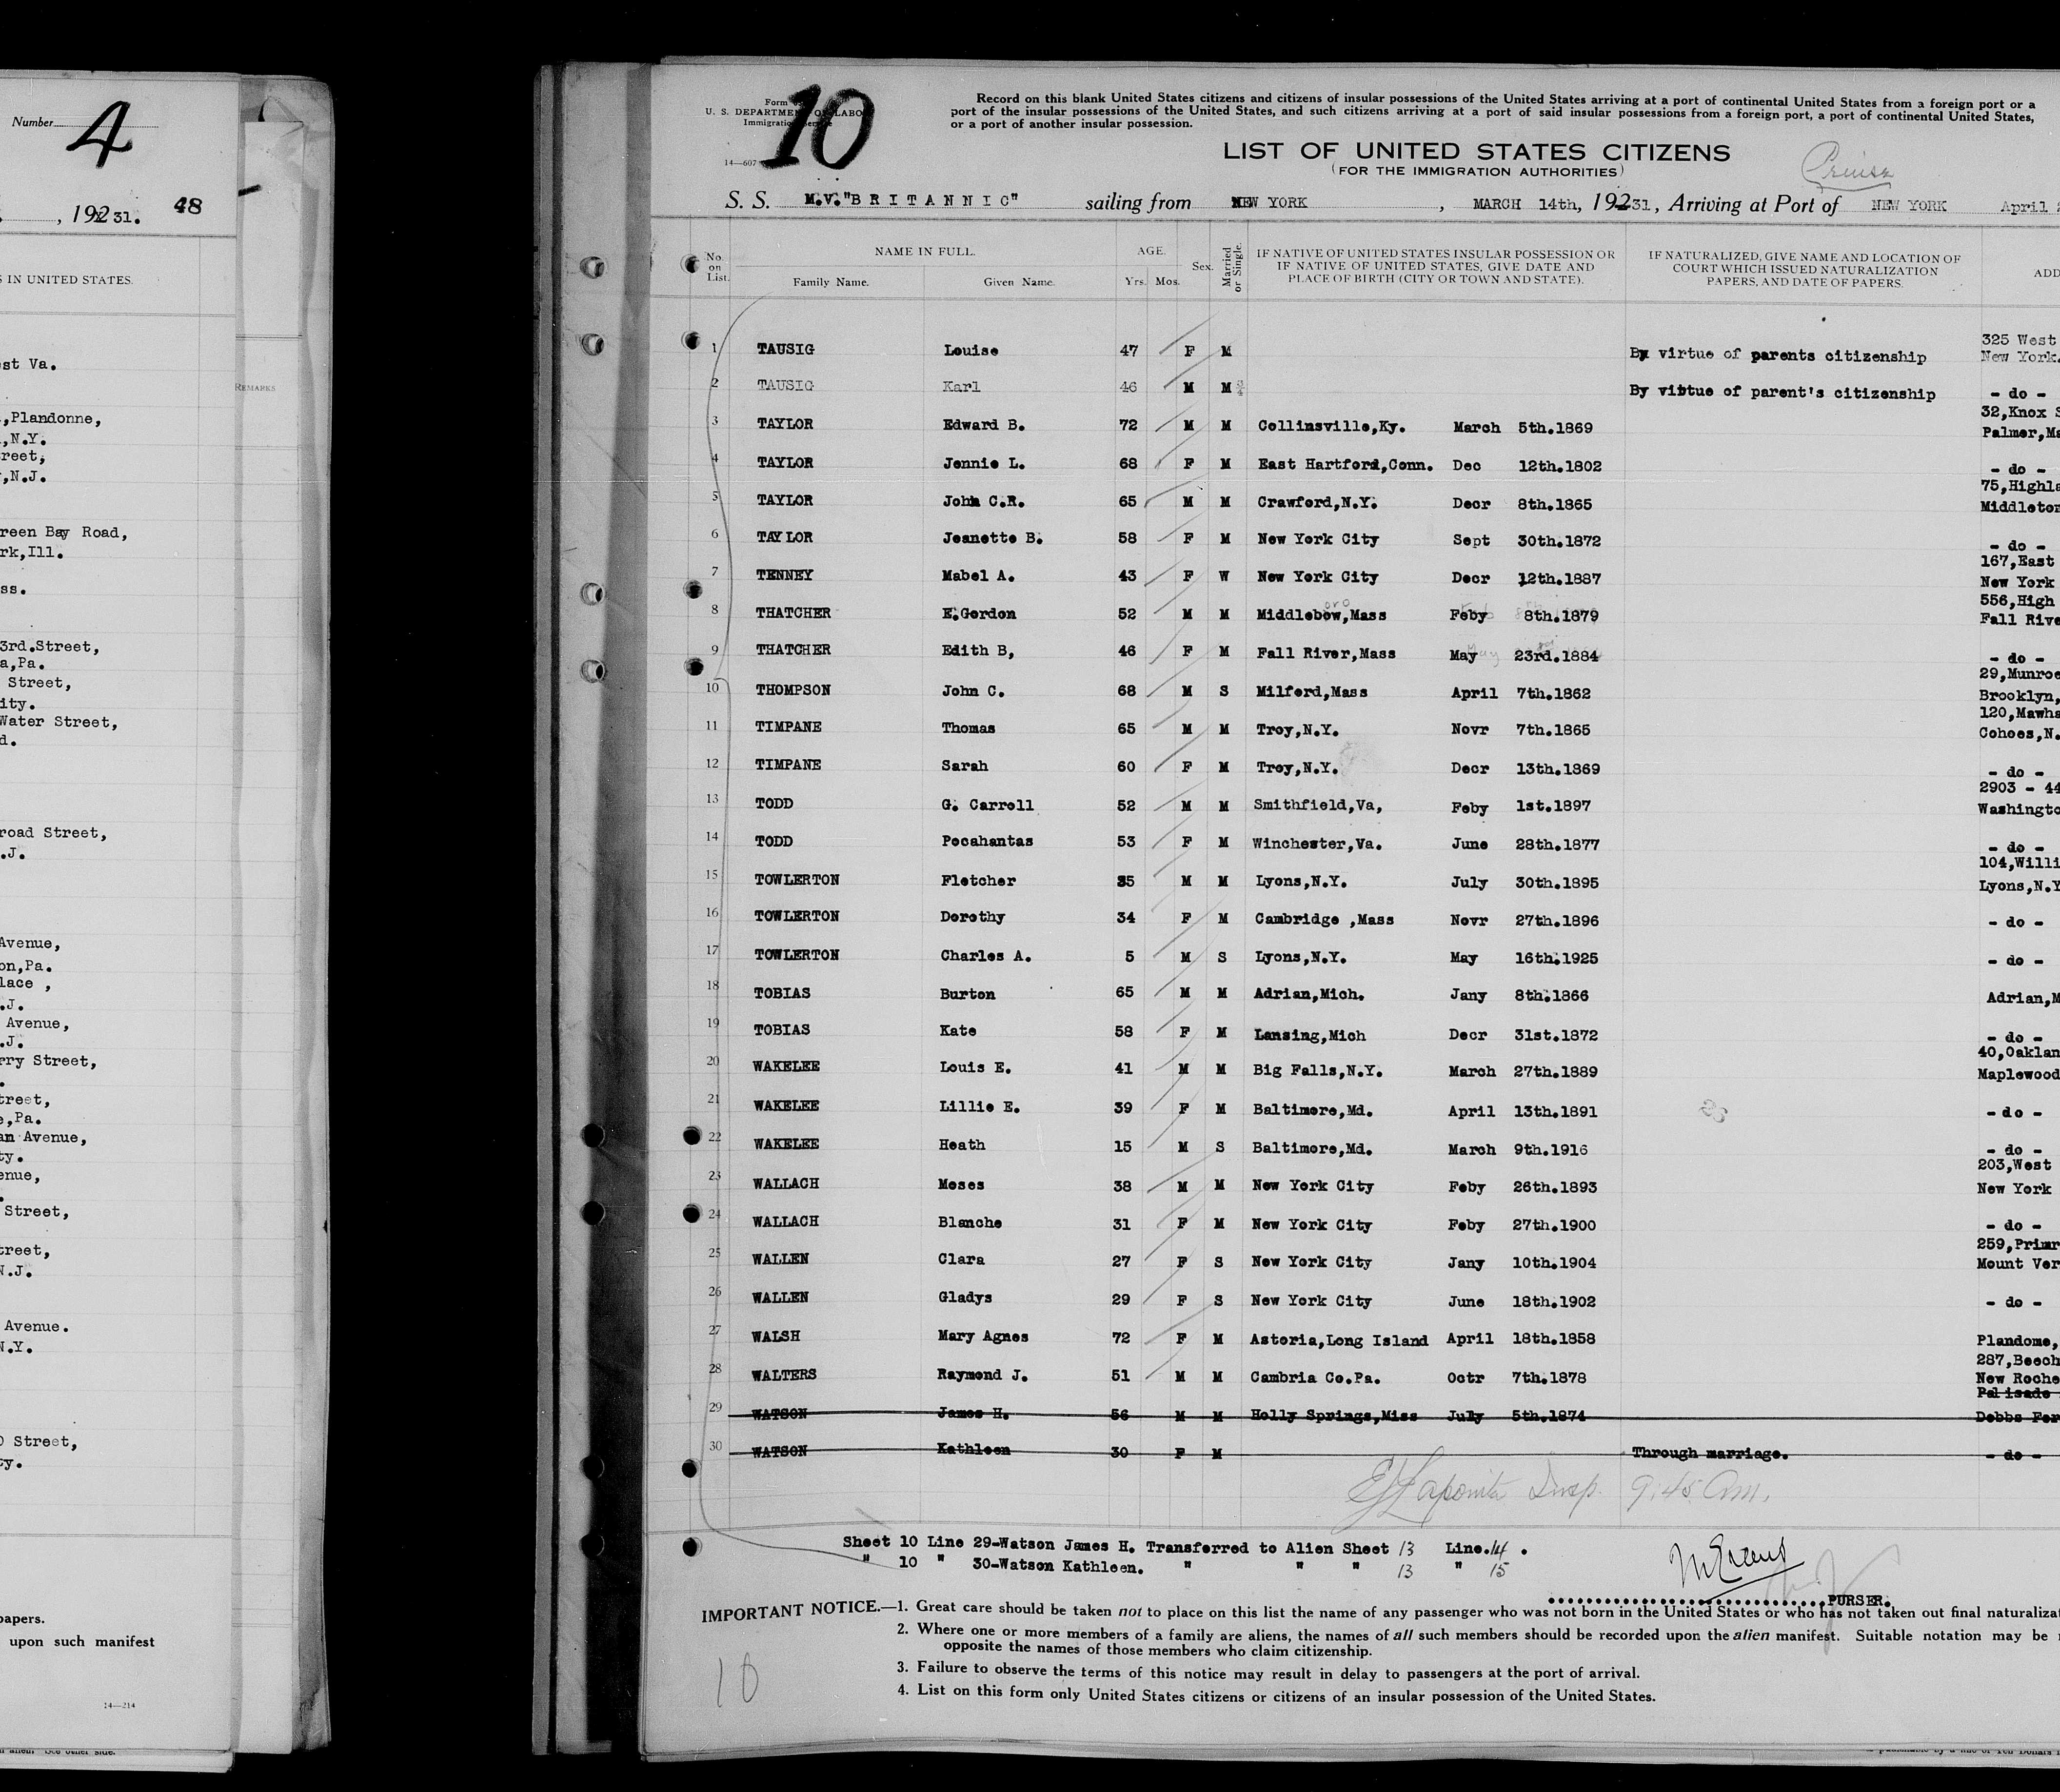 Number
4
, 192 31. 48
S IN UNITED STATES.
est Va.
REMARKS
,Plandonne,
,N.Y.
reet,
,N.J.
reen Bay Road,
rk,Ill.
ss.
3rd.Street,
a,Pa.
Street,
ity.
Water Street,
d.
road Street,
.J.
Avenue,
on,Pa.
lace ,
.J.
Avenue,
.J.
rry Street,
.
treet,
e,Pa.
an Avenue,
ty.
enue,
.
Street,
treet,
N.J.
Avenue.
N.Y.
D Street,
cy.
papers.
upon such manifest
14—214
10
Form
U. S. DEPARTMENT OF LABOR
Immigration Service
14—607
Record on this blank United States citizens and citizens of insular possessions of the United States arriving at a port of continental United States from a foreign port or a
port of the insular possessions of the United States, and such citizens arriving at a port of said insular possessions from a foreign port, a port of continental United States,
or a port of another insular possession.
LIST OF UNITED STATES CITIZENS
(FOR THE IMMIGRATION AUTHORITIES)
Cruise
S. S. M.V."BRITANNIC" sailing from NEW YORK , MARCH 14th, 19231, Arriving at Port of NEW YORK April 2
No. on List. NAME IN FULL. Family Name. Given Name. AGE. Yrs. Mos. Sex. Married or Single. IF NATIVE OF UNITED STATES INSULAR POSSESSION OR IF NATIVE OF UNITED STATES, GIVE DATE AND PLACE OF BIRTH (CITY OR TOWN AND STATE). IF NATURALIZED, GIVE NAME AND LOCATION OF COURT WHICH ISSUED NATURALIZATION PAPERS, AND DATE OF PAPERS. ADD
1 TAUSIG Louise 47 F M By virtue of parents citizenship 325 West New York.
2 TAUSIG Karl 46 M M By virtue of parent's citizenship - do -
3 TAYLOR Edward B. 72 M M Collinsville,Ky. March 5th.1869 32,Knox S Palmer,Ma
4 TAYLOR Jennie L. 68 F M East Hartford,Conn. Dec 12th.1802 - do -
5 TAYLOR John C.R. 65 M M Crawford,N.Y. Decr 8th.1865 75,Highla Middleton
6 TAYLOR Jeanette B. 58 F M New York City Sept 30th.1872 - do -
7 TENNEY Mabel A. 43 F W New York City Decr 12th.1887 167,East New York
8 THATCHER E.Gordon 52 M M Middlebow,Mass oro Feby 8th.1879 556,High Fall Rive
9 THATCHER Edith B, 46 F M Fall River,Mass May 23rd.1884 - do -
10 THOMPSON John C. 68 M S Milford,Mass April 7th.1862 29,Munroe Brooklyn,
11 TIMPANE Thomas 65 M M Troy,N.Y. Novr 7th.1865 120,Mawha Cohoes,N.
12 TIMPANE Sarah 60 F M Troy,N.Y. Decr 13th.1869 - do -
13 TODD G. Carroll 52 M M Smithfield,Va, Feby 1st.1897 2903 - 44 Washingto
14 TODD Pocahantas 53 F M Winchester,Va. June 28th.1877 - do -
15 TOWLERTON Fletcher 35 M M Lyons,N.Y. July 30th.1895 104,Willi Lyons,N.Y
16 TOWLERTON Dorothy 34 F M Cambridge ,Mass Novr 27th.1896 - do -
17 TOWLERTON Charles A. 5 M S Lyons,N.Y. May 16th.1925 - do -
18 TOBIAS Burton 65 M M Adrian,Mich. Jany 8th.1866 Adrian,M
19 TOBIAS Kate 58 F M Lansing,Mich Decr 31st.1872 - do -
20 WAKELEE Louis E. 41 M M Big Falls,N.Y. March 27th.1889 40,Oaklan Maplewood
21 WAKELEE Lillie E. 39 F M Baltimore,Md. April 13th.1891 - do -
22 WAKELEE Heath 15 M S Baltimore,Md. March 9th.1916 - do -
23 WALLACH Moses 38 M M New York City Feby 26th.1893 203,West New York
24 WALLACH Blanche 31 F M New York City Feby 27th.1900 - do -
25 WALLEN Clara 27 F S New York City Jany 10th.1904 259,Primr Mount Ver
26 WALLEN Gladys 29 F S New York City June 18th.1902 - do -
27 WALSH Mary Agnes 72 F M Astoria,Long Island April 18th.1858 Plandome,
28 WALTERS Raymond J. 51 M M Cambria Co.Pa. Octr 7th.1878 287,Beech New Roche
29 WATSON James H. 56 M M Holly Springs,Miss July 5th.1874 Palisade Dobbs Fer
30 WATSON Kathleen 30 F M Through marriage. - do -
Insp. 9.45 Am.
Sheet 10 Line 29-Watson James H. Transferred to Alien Sheet 13 Line.14 .
" 10 " 30-Watson Kathleen. " " " 13 " 15
PURSER.
IMPORTANT NOTICE.—1. Great care should be taken not to place on this list the name of any passenger who was not born in the United States or who has not taken out final naturaliza
2. Where one or more members of a family are aliens, the names of all such members should be recorded upon the alien manifest. Suitable notation may be
opposite the names of those members who claim citizenship.
3. Failure to observe the terms of this notice may result in delay to passengers at the port of arrival.
4. List on this form only United States citizens or citizens of an insular possession of the United States.
10